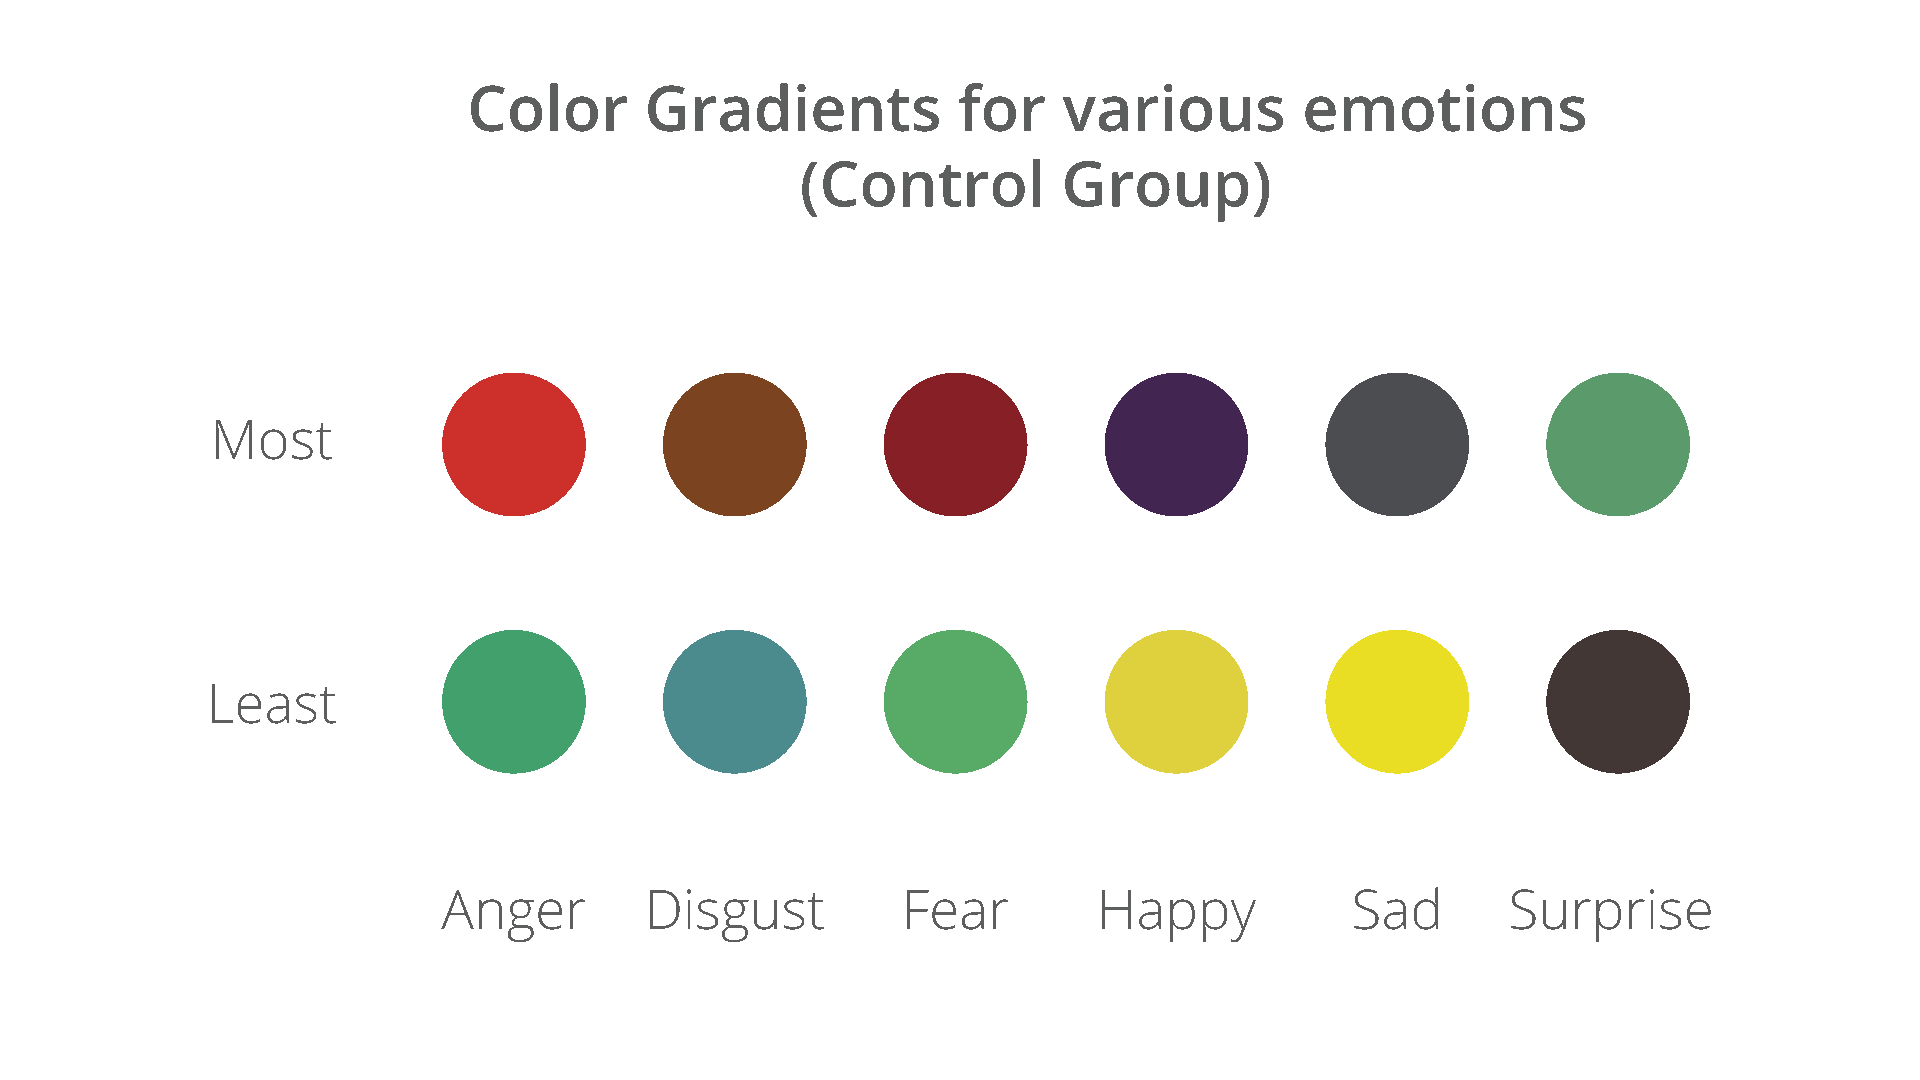 Color Gradients for various emotions
(Control Group)
Most
Least
Anger Disgust Fear Happy Sad Surprise